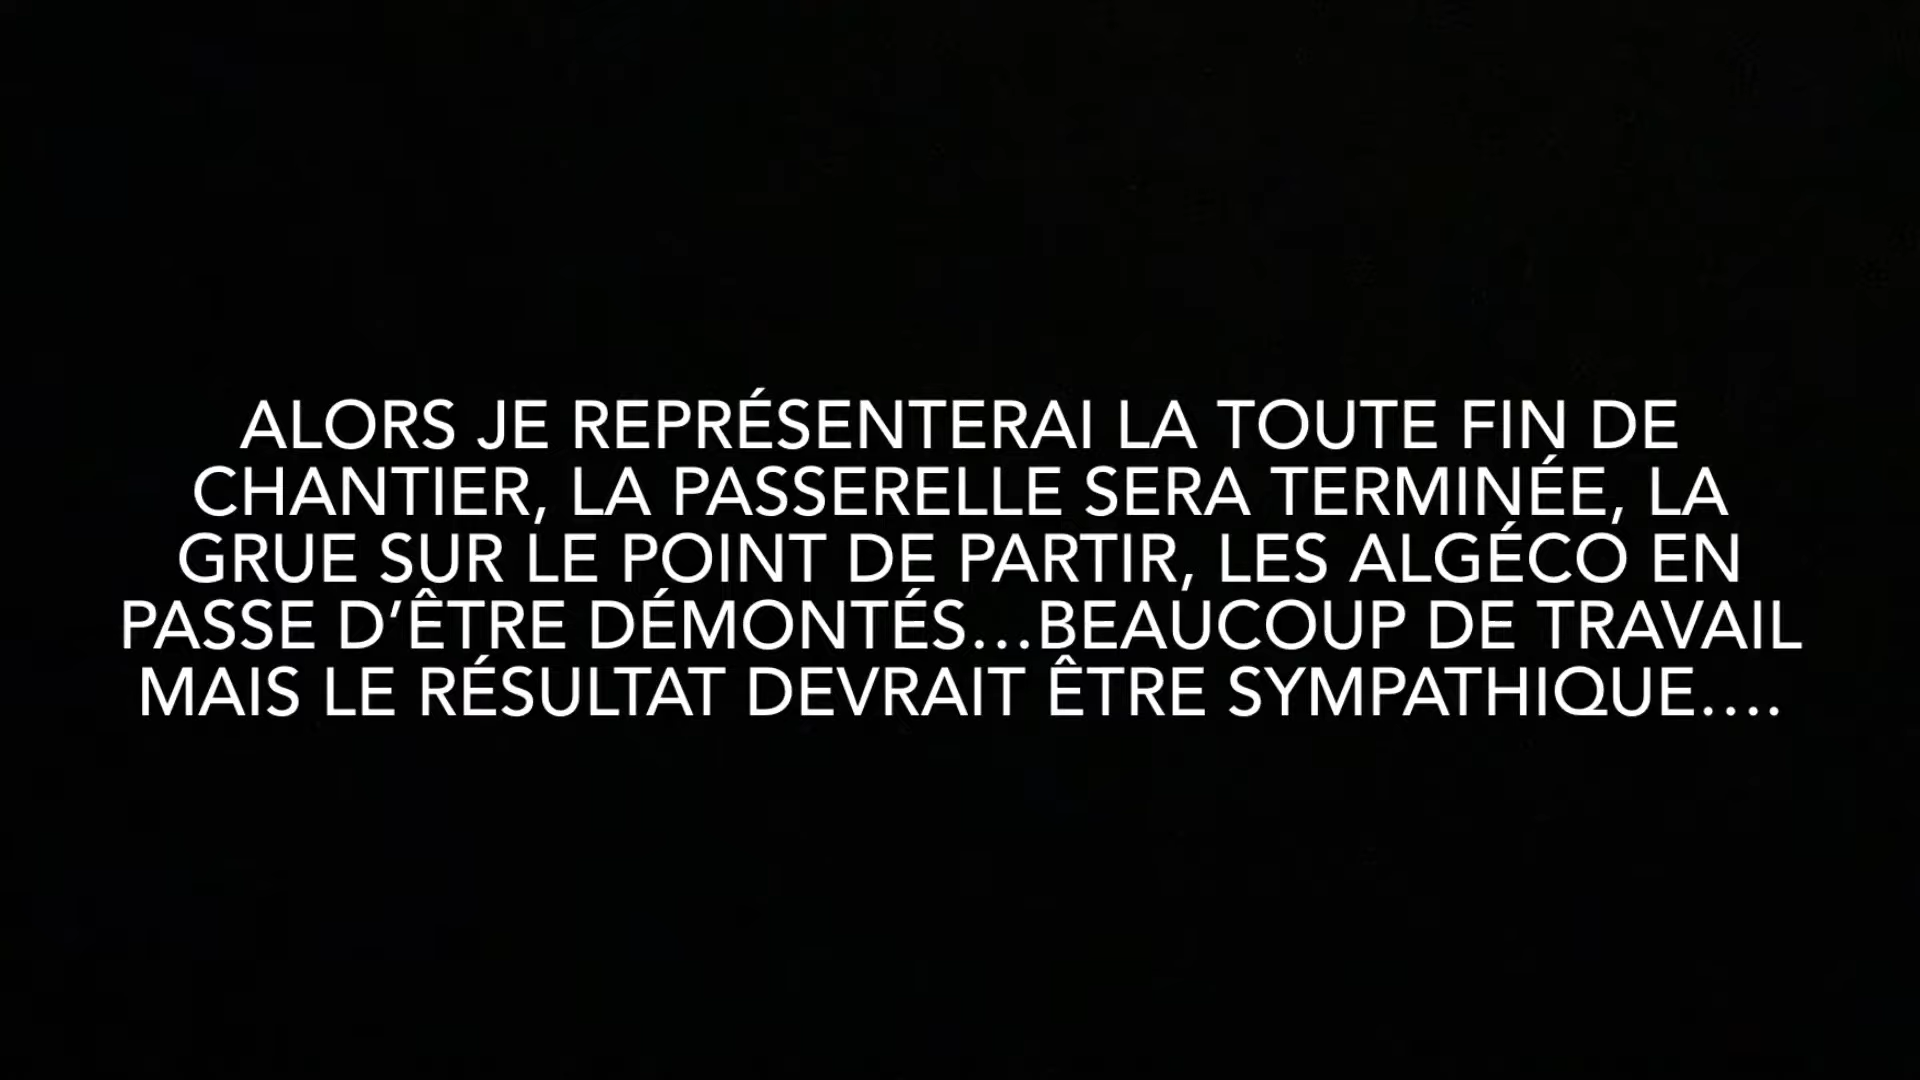 ALORS JE REPRÉSENTERAI LA TOUTE FIN DE
CHANTIER, LA PASSERELLE SERA TERMINÉE, LA
GRUE SUR LE POINT DE PARTIR, LES ALGÉCO EN
PASSE D’ÊTRE DÉMONTÉS...BEAUCOUP DE TRAVAIL
MAIS LE RÉSULTAT DEVRAIT ÊTRE SYMPATHIQUE....